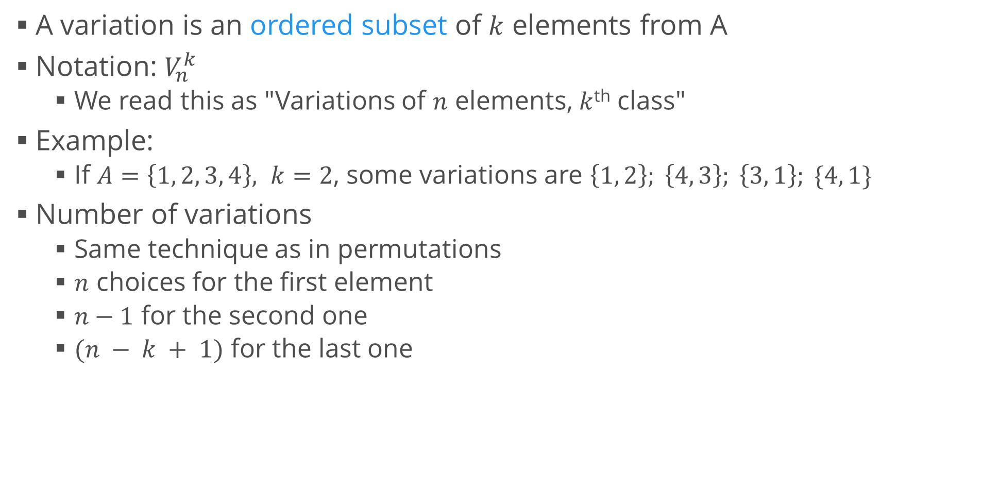 ▪ A variation is an ordered subset of k elements from A
▪ Notation: Vₙᵏ
▪ We read this as "Variations of n elements, kᵗʰ class"
▪ Example:
▪ If A = {1, 2, 3, 4}, k = 2, some variations are {1, 2}; {4, 3}; {3, 1}; {4, 1}
▪ Number of variations
▪ Same technique as in permutations
▪ n choices for the first element
▪ n − 1 for the second one
▪ (n − k + 1) for the last one